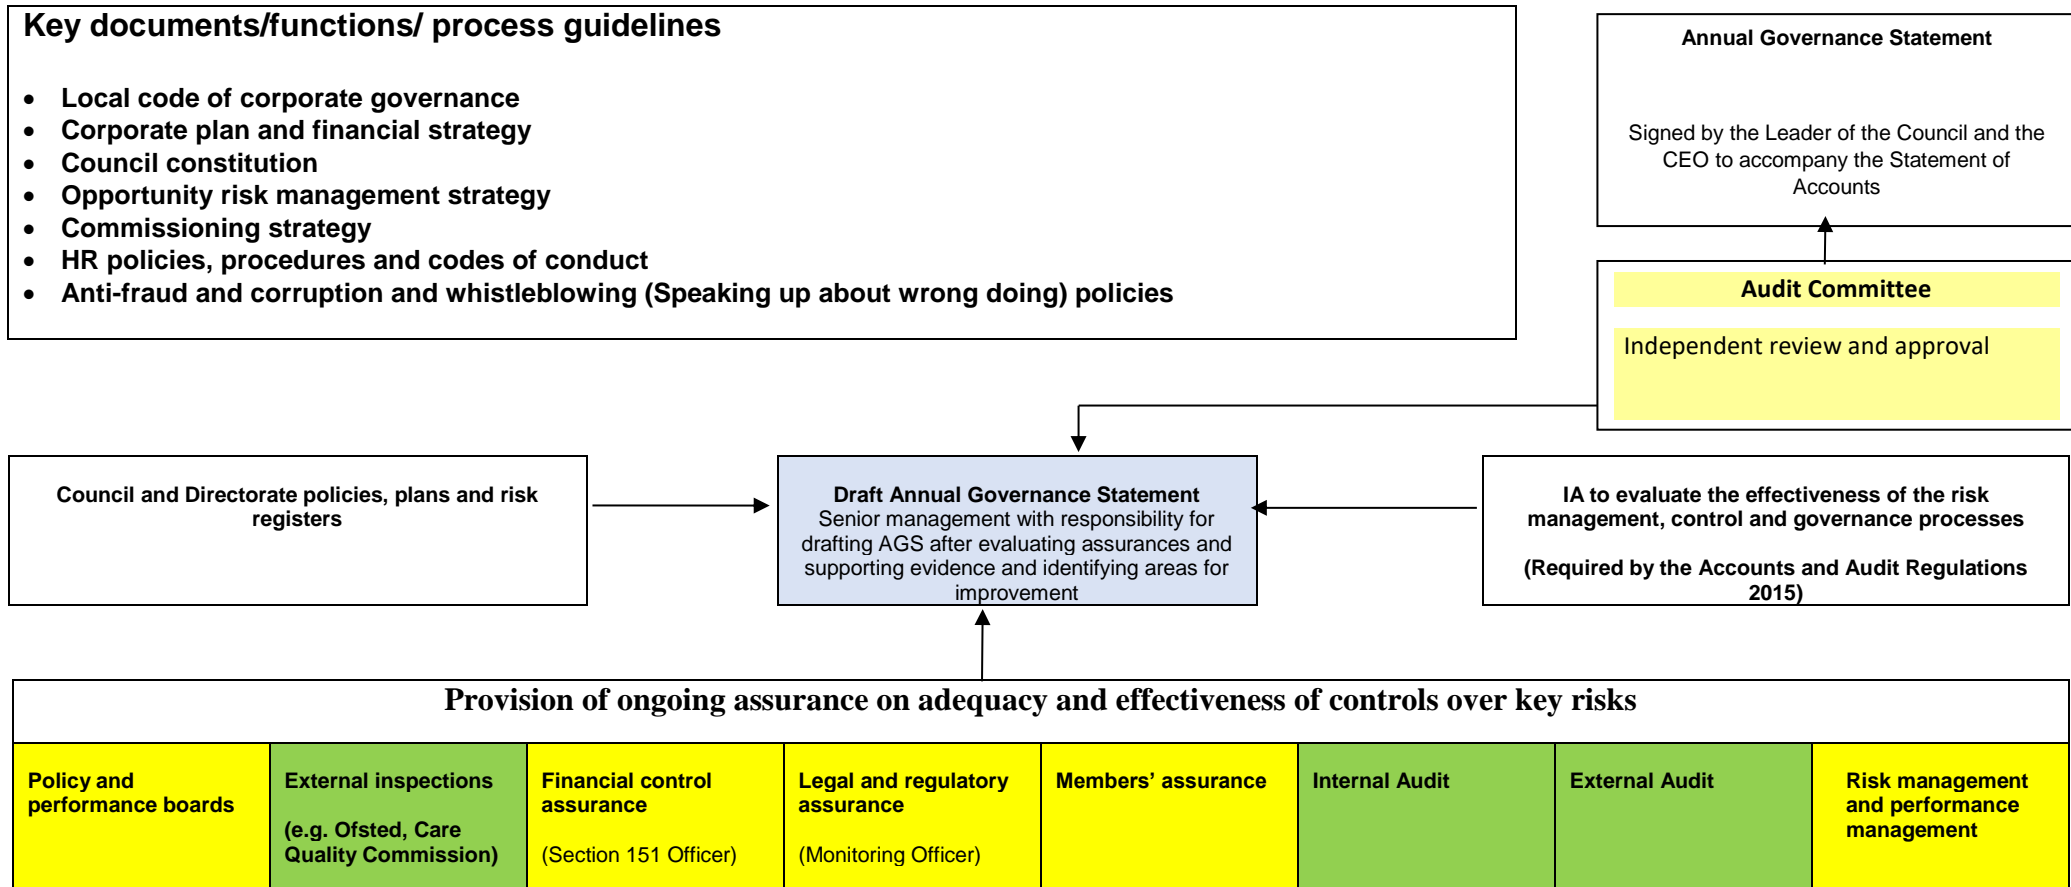 Key documents/functions/ process guidelines
• Local code of corporate governance
• Corporate plan and financial strategy
• Council constitution
• Opportunity risk management strategy
• Commissioning strategy
• HR policies, procedures and codes of conduct
• Anti-fraud and corruption and whistleblowing (Speaking up about wrong doing) policies
Annual Governance Statement
Signed by the Leader of the Council and the
CEO to accompany the Statement of
Accounts
Audit Committee
Independent review and approval
Council and Directorate policies, plans and risk
registers
Draft Annual Governance Statement
Senior management with responsibility for
drafting AGS after evaluating assurances and
supporting evidence and identifying areas for
improvement
IA to evaluate the effectiveness of the risk
management, control and governance processes
(Required by the Accounts and Audit Regulations
2015)
Provision of ongoing assurance on adequacy and effectiveness of controls over key risks
Policy and
performance boards
External inspections
(e.g. Ofsted, Care
Quality Commission)
Financial control
assurance
(Section 151 Officer)
Legal and regulatory
assurance
(Monitoring Officer)
Members’ assurance
Internal Audit
External Audit
Risk management
and performance
management